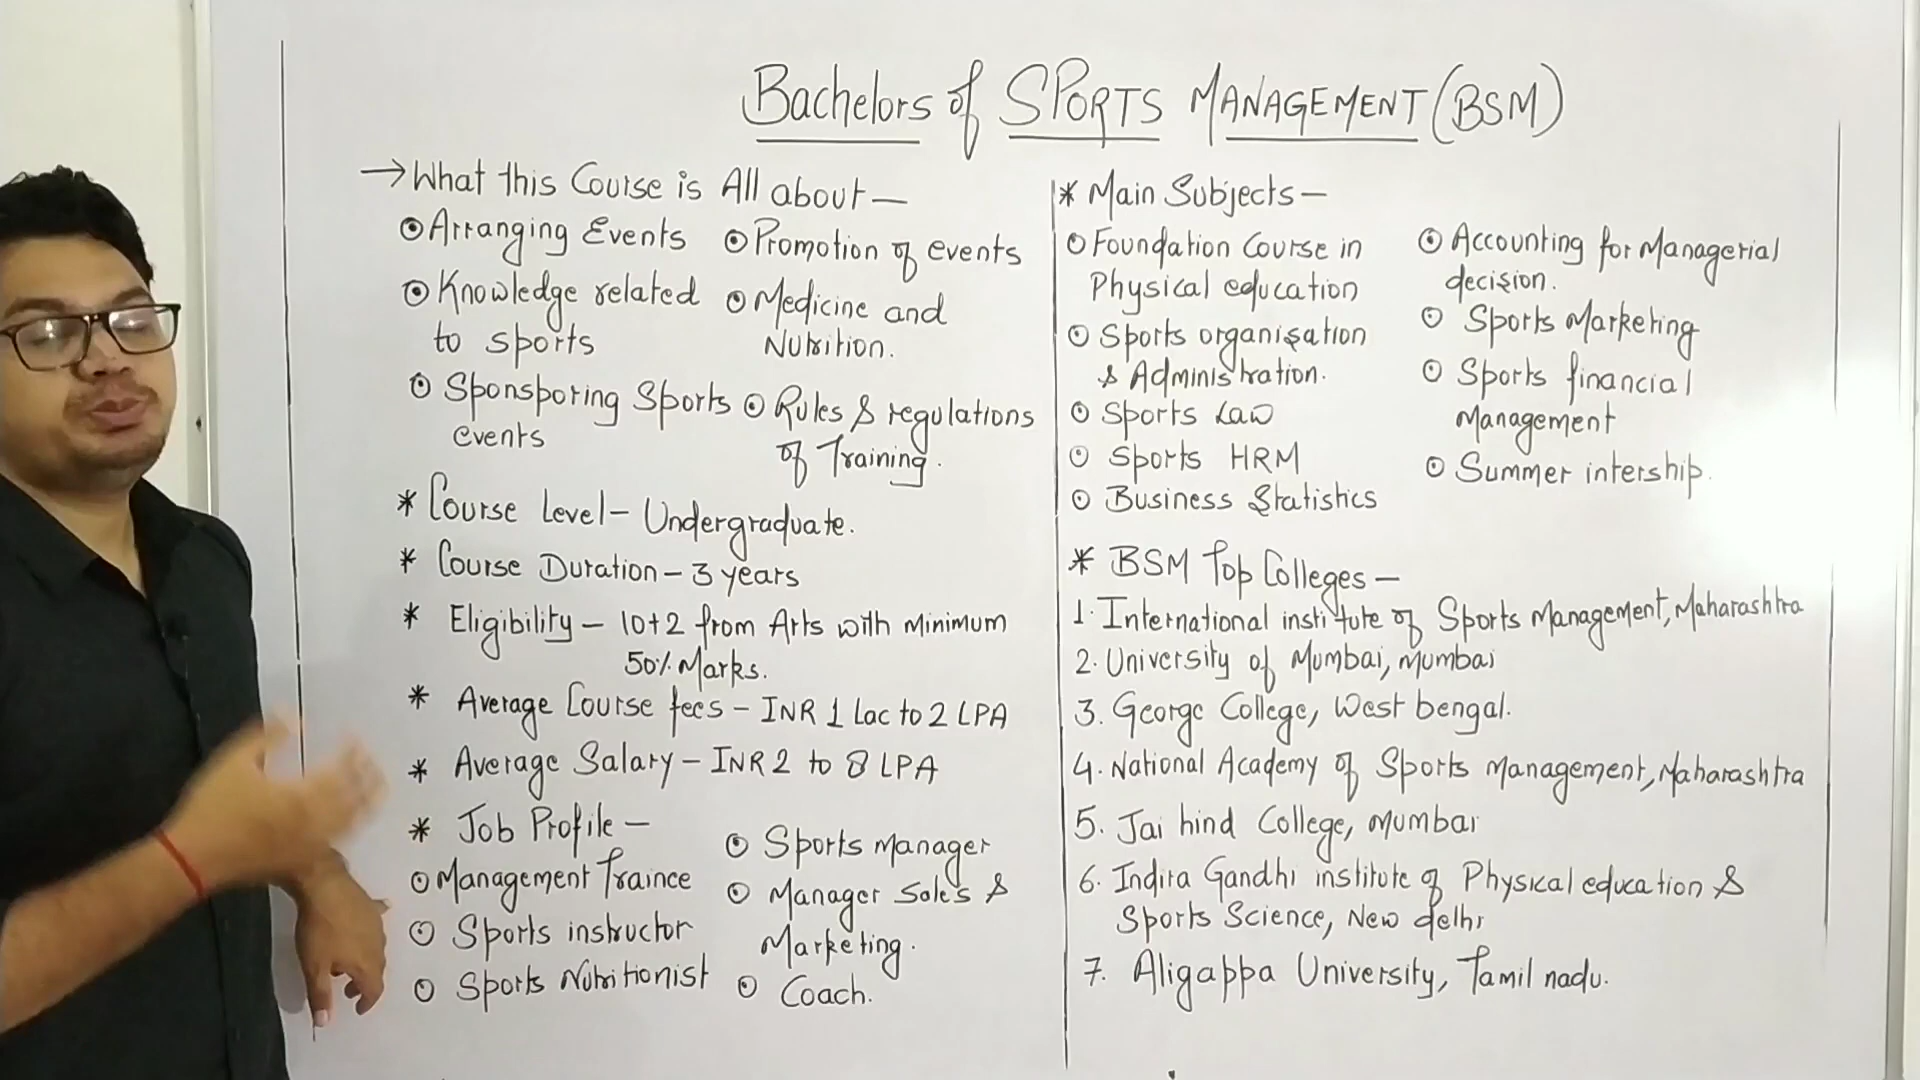 Bachelors of SPORTS MANAGEMENT (BSM)
→ What this Course is All about —
⊙ Arranging Events ⊙ Promotion of events
⊙ Knowledge related ⊙ Medicine and
to sports Nutrition.
⊙ Sponsporing Sports ⊙ Rules & regulations
events of Training.
* Course Level - Undergraduate.
* Course Duration - 3 years
* Eligibility - 10+2 from Arts with Minimum
50% Marks.
* Average Course fees - INR 1 Lac to 2 LPA
* Average Salary - INR 2 to 8 LPA
* Job Profile -
⊙ Management Trainee
⊙ Sports instructor
⊙ Sports Nutritionist
⊙ Sports Manager
⊙ Manager Sales &
Marketing.
⊙ Coach.
* Main Subjects -
⊙ Foundation Course in
Physical education
⊙ Sports organisation
& Administration.
⊙ Sports Law
⊙ Sports HRM
⊙ Business Statistics
⊙ Accounting for Managerial
decision.
⊙ Sports Marketing
⊙ Sports financial
Management
⊙ Summer intership.
* BSM Top Colleges -
1. International institute of Sports Management, Maharashtra
2. University of Mumbai, Mumbai
3. George College, West bengal.
4. National Academy of Sports Management, Maharashtra
5. Jai hind College, Mumbai
6. Indira Gandhi institute of Physical education &
Sports Science, New delhi
7. Aligappa University, Tamil nadu.